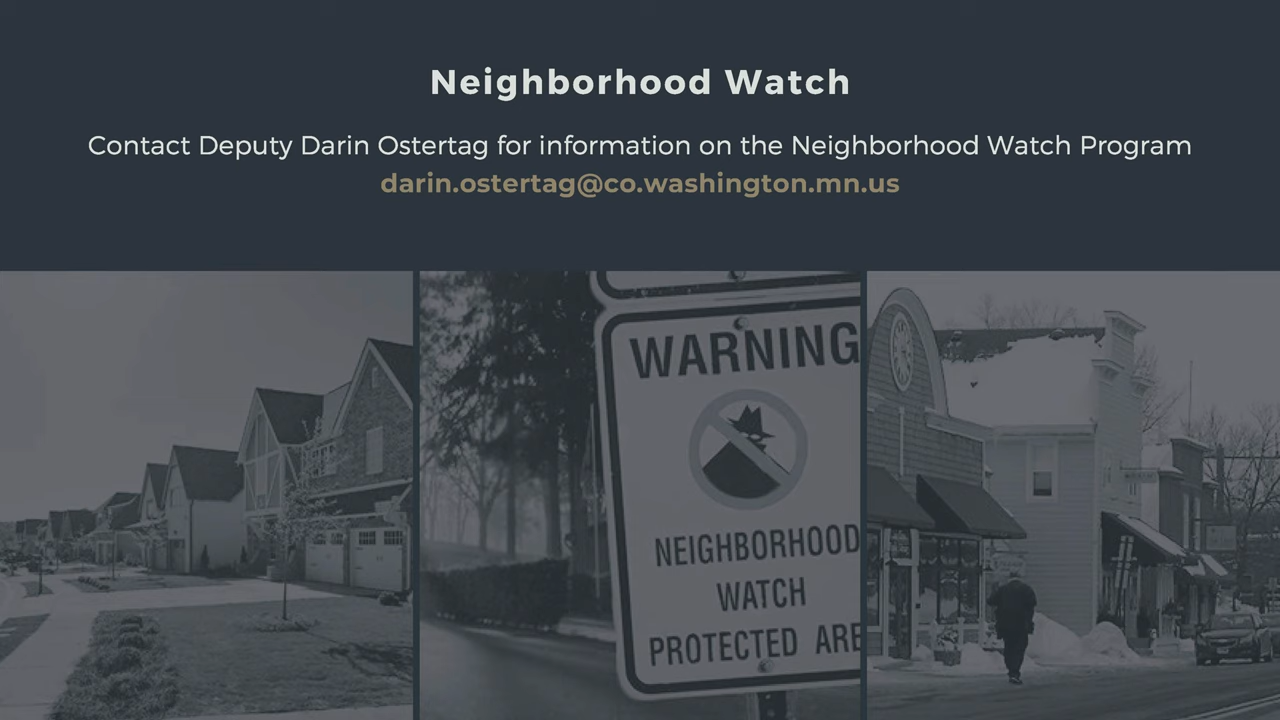 Neighborhood Watch
Contact Deputy Darin Ostertag for information on the Neighborhood Watch Program
darin.ostertag@co.washington.mn.us
WARNING
NEIGHBORHOOD
WATCH
PROTECTED ARE